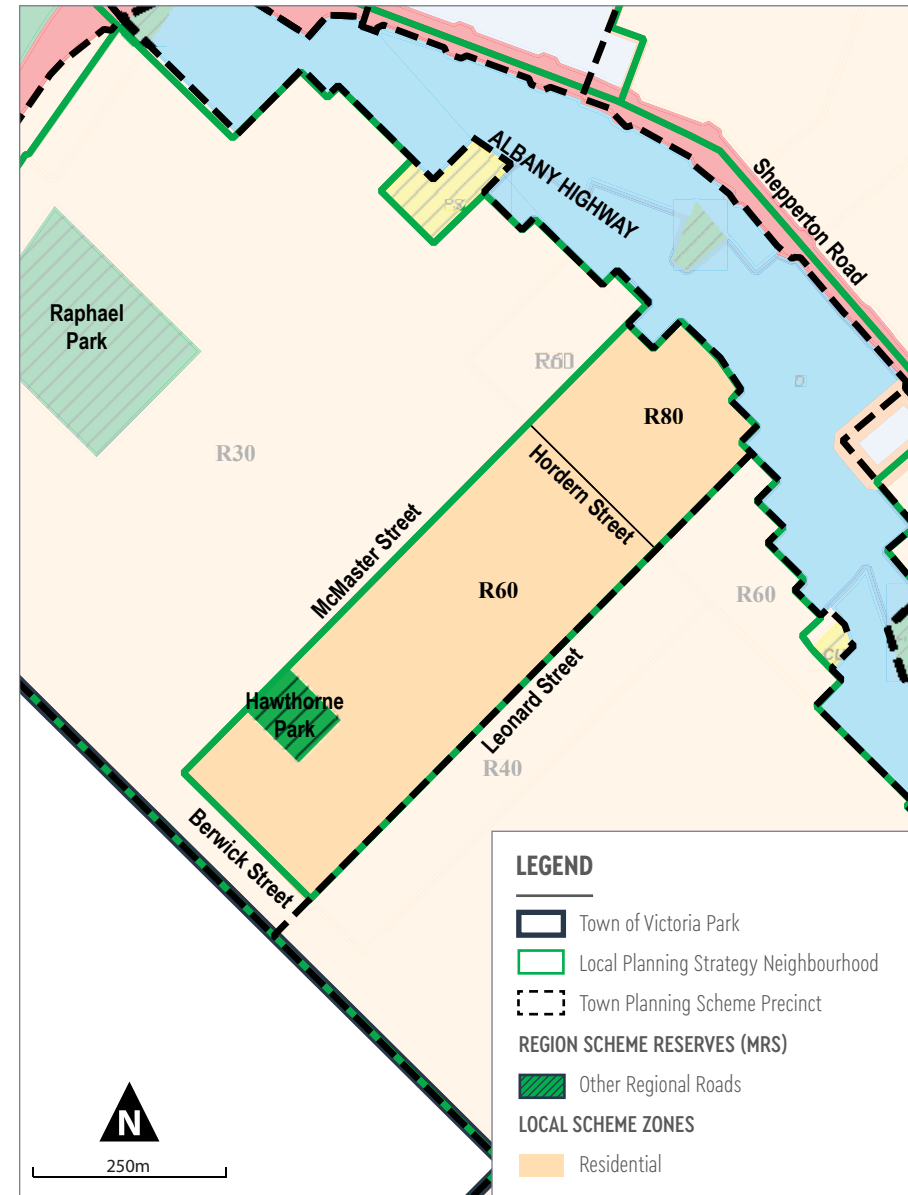 ALBANY HIGHWAY
Shepperton Road
PS
Raphael
Park
R60
R80
D
R30
Hordern Street
McMaster Street
R60
R60
Leonard Street
Hawthorne
Park
R40
Berwick Street
N
250m
LEGEND
Town of Victoria Park
Local Planning Strategy Neighbourhood
Town Planning Scheme Precinct
REGION SCHEME RESERVES (MRS)
Other Regional Roads
LOCAL SCHEME ZONES
Residential